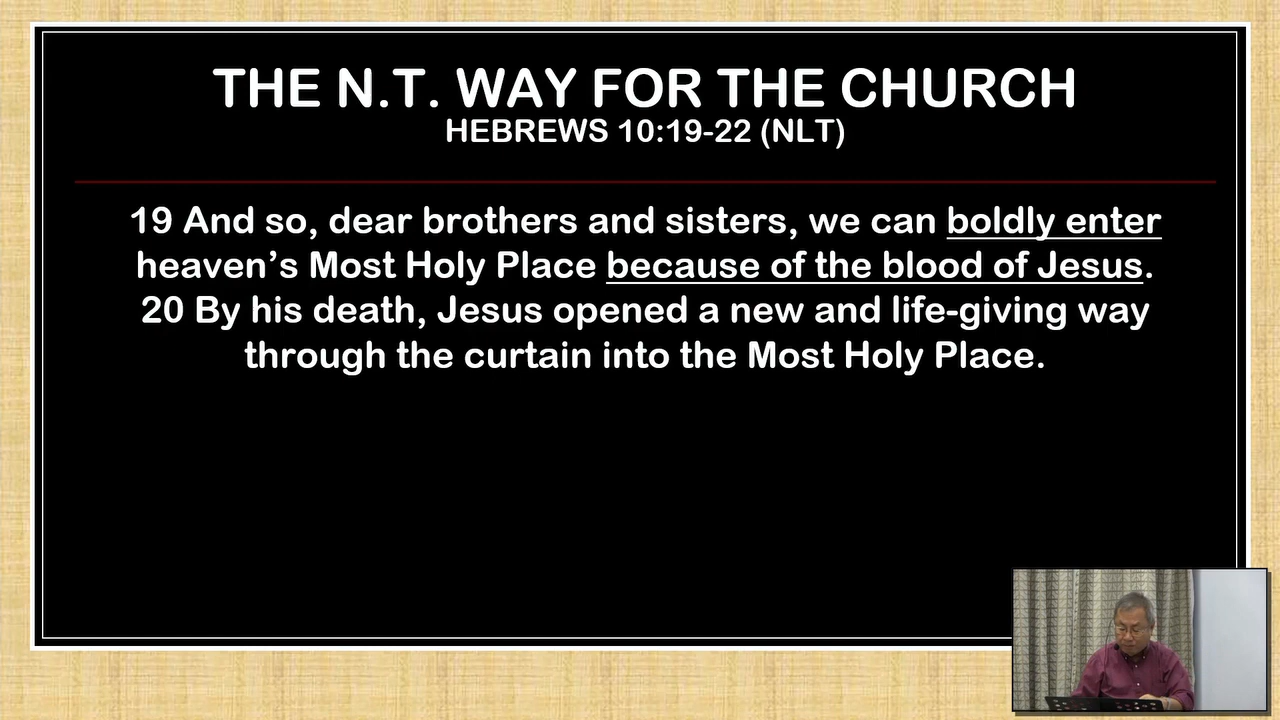 THE N.T. WAY FOR THE CHURCH
HEBREWS 10:19-22 (NLT)
19 And so, dear brothers and sisters, we can boldly enter
heaven’s Most Holy Place because of the blood of Jesus.
20 By his death, Jesus opened a new and life-giving way
through the curtain into the Most Holy Place.